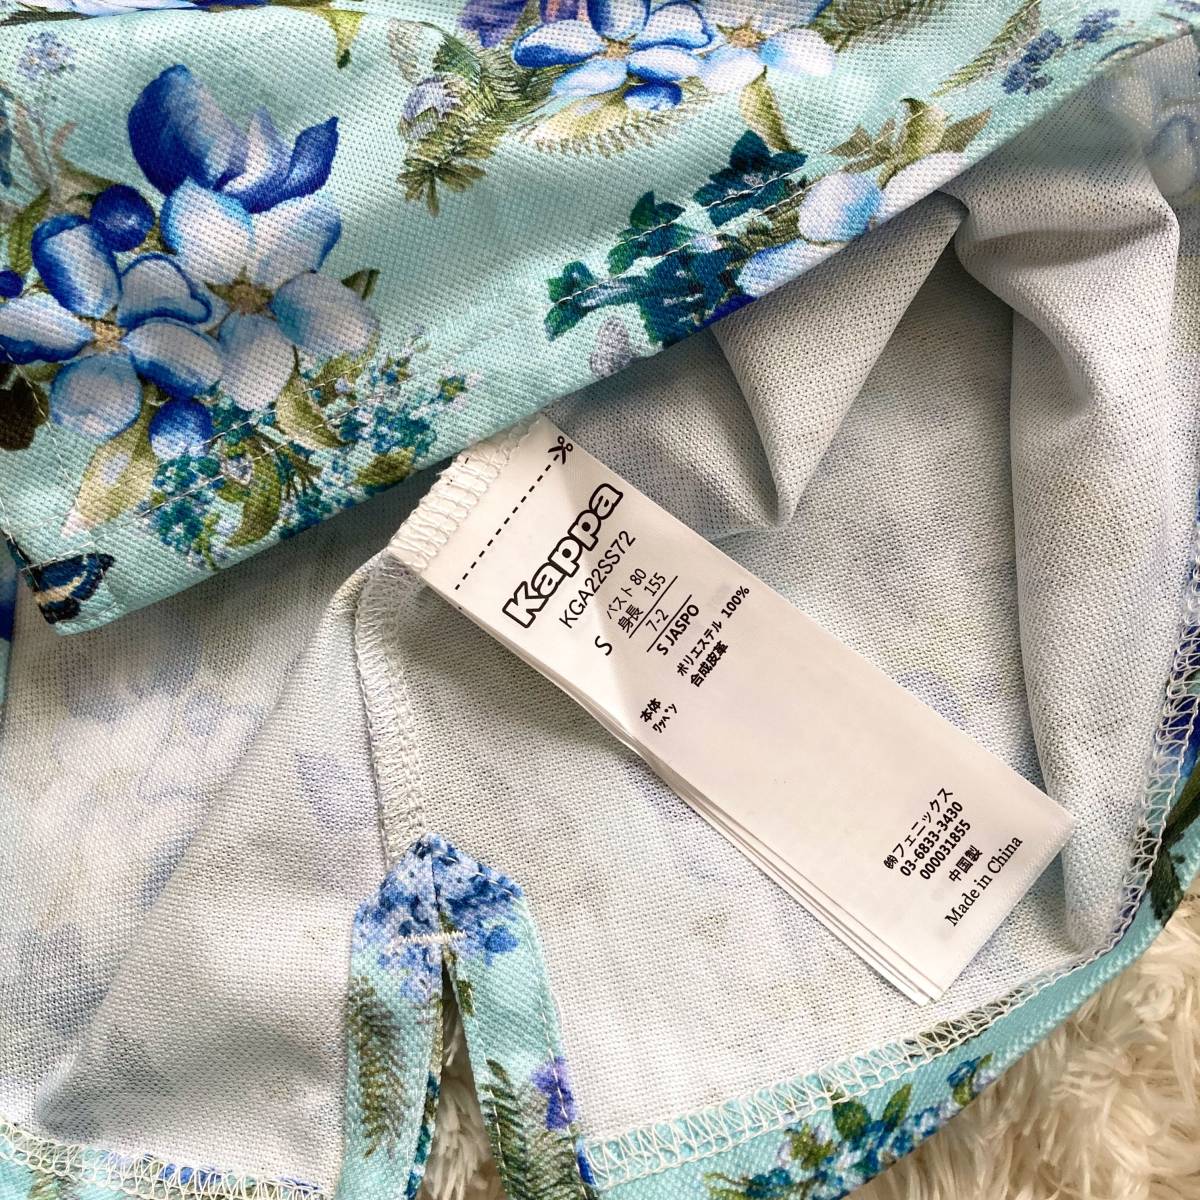 Kappa
KGA22SS72
S
バスト 80
身長 155
7-2
S JASPO
本体 ポリエステル 100%
ﾘｯﾍﾟﾝ 合成皮革
㈱フェニックス
03-6833-3430
000031855
中国製
Made in China